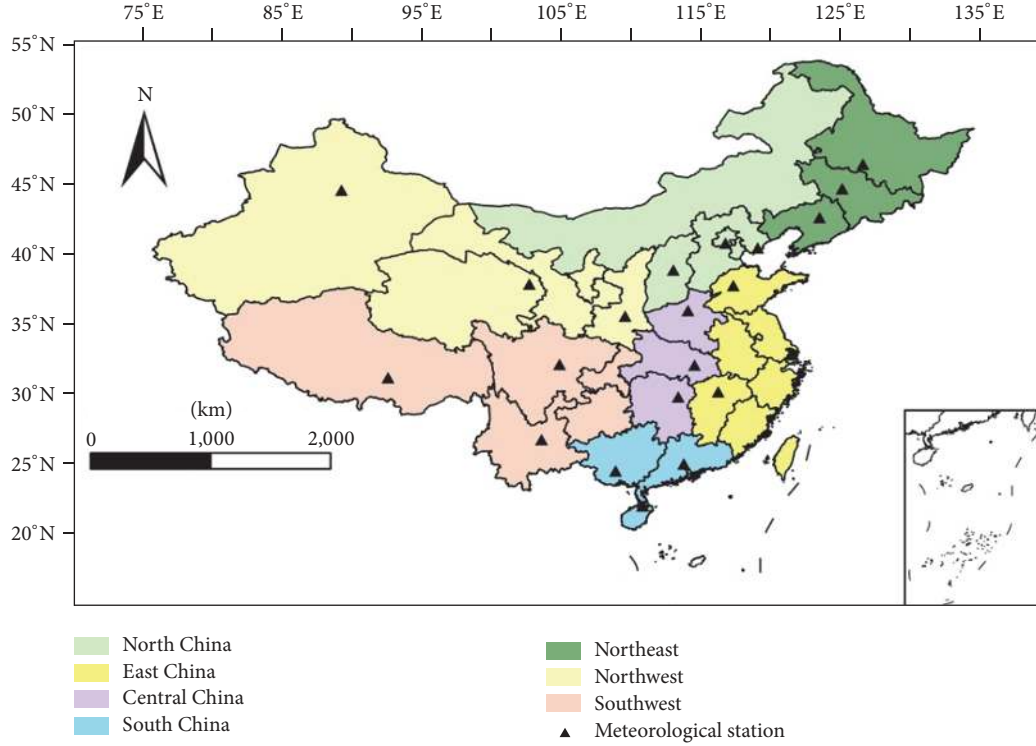 75°E 85°E 95°E 105°E 115°E 125°E 135°E
55°N
50°N
45°N
40°N
35°N
30°N
25°N
20°N
N
(km)
0 1,000 2,000
North China
East China
Central China
South China
Northeast
Northwest
Southwest
Meteorological station